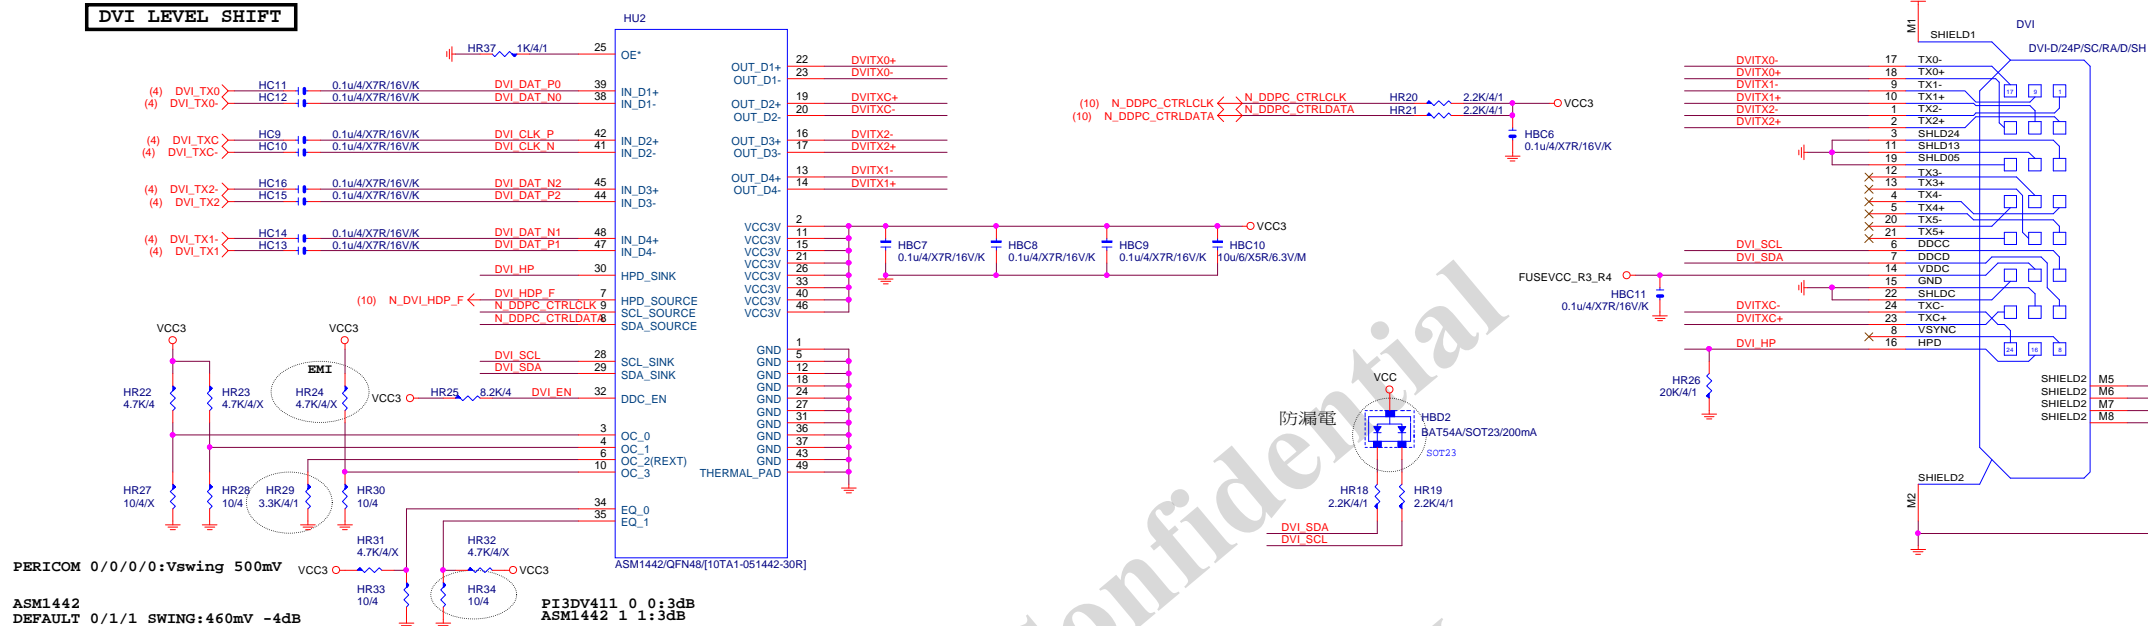 DVI LEVEL SHIFT
HU2
HR37 1K/4/1 25 OE*
(4) DVI_TX0 HC11 0.1u/4/X7R/16V/K DVI_DAT_P0 39 IN_D1+
(4) DVI_TX0- HC12 0.1u/4/X7R/16V/K DVI_DAT_N0 38 IN_D1-
(4) DVI_TXC HC9 0.1u/4/X7R/16V/K DVI_CLK_P 42 IN_D2+
(4) DVI_TXC- HC10 0.1u/4/X7R/16V/K DVI_CLK_N 41 IN_D2-
(4) DVI_TX2- HC16 0.1u/4/X7R/16V/K DVI_DAT_N2 45 IN_D3+
(4) DVI_TX2 HC15 0.1u/4/X7R/16V/K DVI_DAT_P2 44 IN_D3-
(4) DVI_TX1- HC14 0.1u/4/X7R/16V/K DVI_DAT_N1 48 IN_D4+
(4) DVI_TX1 HC13 0.1u/4/X7R/16V/K DVI_DAT_P1 47 IN_D4-
DVI_HP 30 HPD_SINK
(10) N_DVI_HDP_F DVI_HDP_F 7 HPD_SOURCE
N_DDPC_CTRLCLK 9 SCL_SOURCE
N_DDPC_CTRLDATA 8 SDA_SOURCE
DVI_SCL 28 SCL_SINK
DVI_SDA 29 SDA_SINK
VCC3 HR25 8.2K/4 DVI_EN 32 DDC_EN
3 OC_0
4 OC_1
6 OC_2(REXT)
10 OC_3
34 EQ_0
35 EQ_1
VCC3
VCC3
EMI
HR22 4.7K/4
HR23 4.7K/4/X
HR24 4.7K/4/X
HR27 10/4/X
HR28 10/4
HR29 3.3K/4/1
HR30 10/4
HR31 4.7K/4/X
HR32 4.7K/4/X
VCC3
VCC3
HR33 10/4
HR34 10/4
PERICOM 0/0/0/0:Vswing 500mV
ASM1442
DEFAULT 0/1/1 SWING:460mV -4dB
PI3DV411 0 0:3dB
ASM1442 1 1:3dB
ASM1442/QFN48/[10TA1-051442-30R]
OUT_D1+ 22 DVITX0+
OUT_D1- 23 DVITX0-
OUT_D2+ 19 DVITXC+
OUT_D2- 20 DVITXC-
OUT_D3+ 16 DVITX2-
OUT_D3- 17 DVITX2+
OUT_D4+ 13 DVITX1-
OUT_D4- 14 DVITX1+
VCC3V 2
VCC3V 11
VCC3V 15
VCC3V 21
VCC3V 26
VCC3V 33
VCC3V 40
VCC3V 46
GND 1
GND 5
GND 12
GND 18
GND 24
GND 27
GND 31
GND 36
GND 37
GND 43
THERMAL_PAD 49
VCC3
HBC7 0.1u/4/X7R/16V/K
HBC8 0.1u/4/X7R/16V/K
HBC9 0.1u/4/X7R/16V/K
HBC10 10u/6/X5R/6.3V/M
(10) N_DDPC_CTRLCLK N_DDPC_CTRLCLK HR20 2.2K/4/1 VCC3
(10) N_DDPC_CTRLDATA N_DDPC_CTRLDATA HR21 2.2K/4/1
HBC6
0.1u/4/X7R/16V/K
VCC
防漏電
HBD2
BAT54A/SOT23/200mA
SOT23
HR18 2.2K/4/1
HR19 2.2K/4/1
DVI_SDA
DVI_SCL
Confidential
M1
SHIELD1
DVI
DVI-D/24P/SC/RA/D/SH
DVITX0- 17 TX0-
DVITX0+ 18 TX0+
DVITX1- 9 TX1-
DVITX1+ 10 TX1+
DVITX2- 1 TX2-
DVITX2+ 2 TX2+
3 SHLD24
11 SHLD13
19 SHLD05
12 TX3-
13 TX3+
4 TX4-
5 TX4+
20 TX5-
21 TX5+
DVI_SCL 6 DDCC
DVI_SDA 7 DDCD
FUSEVCC_R3_R4 14 VDDC
15 GND
22 SHLDC
DVITXC- 24 TXC-
DVITXC+ 23 TXC+
8 VSYNC
DVI_HP 16 HPD
HBC11
0.1u/4/X7R/16V/K
HR26
20K/4/1
17 9 1
24 16 8
SHIELD2 M5
SHIELD2 M6
SHIELD2 M7
SHIELD2 M8
SHIELD2
M2